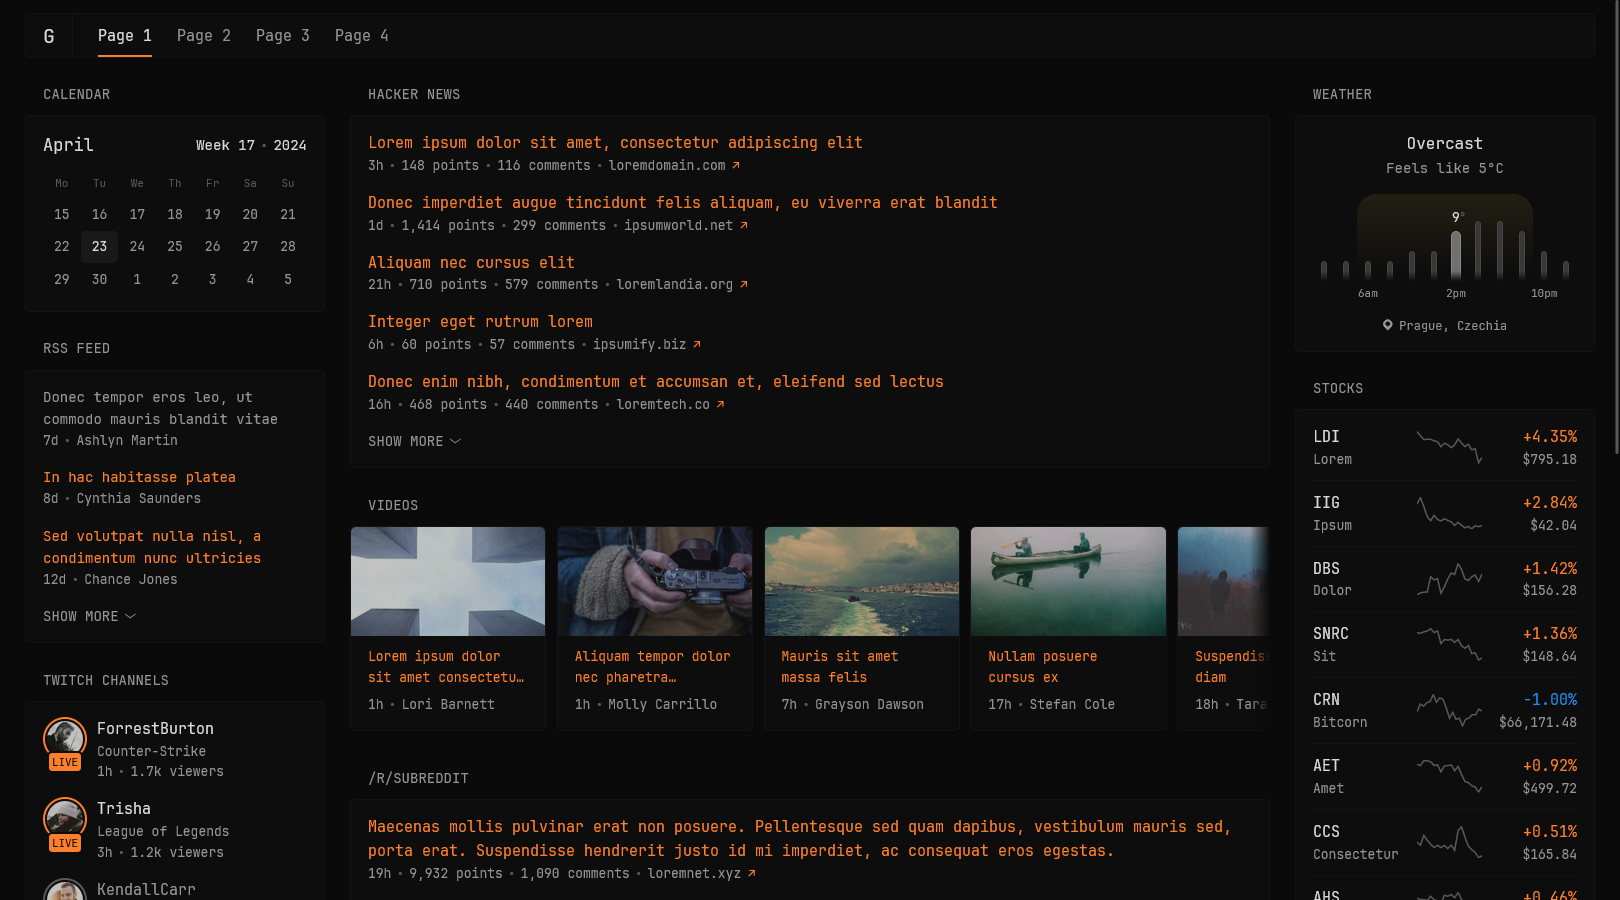 G
Page 1
Page 2
Page 3
Page 4
CALENDAR
April
Week 17 • 2024
Mo Tu We Th Fr Sa Su
15 16 17 18 19 20 21
22 23 24 25 26 27 28
29 30 1 2 3 4 5
RSS FEED
Donec tempor eros leo, ut
commodo mauris blandit vitae
7d • Ashlyn Martin
In hac habitasse platea
8d • Cynthia Saunders
Sed volutpat nulla nisl, a
condimentum nunc ultricies
12d • Chance Jones
SHOW MORE
TWITCH CHANNELS
ForrestBurton
Counter-Strike
LIVE
1h • 1.7k viewers
Trisha
League of Legends
LIVE
3h • 1.2k viewers
KendallCarr
HACKER NEWS
Lorem ipsum dolor sit amet, consectetur adipiscing elit
3h • 148 points • 116 comments • loremdomain.com ↗
Donec imperdiet augue tincidunt felis aliquam, eu viverra erat blandit
1d • 1,414 points • 299 comments • ipsumworld.net ↗
Aliquam nec cursus elit
21h • 710 points • 579 comments • loremlandia.org ↗
Integer eget rutrum lorem
6h • 60 points • 57 comments • ipsumify.biz ↗
Donec enim nibh, condimentum et accumsan et, eleifend sed lectus
16h • 468 points • 440 comments • loremtech.co ↗
SHOW MORE
VIDEOS
Lorem ipsum dolor
sit amet consectetu…
1h • Lori Barnett
Aliquam tempor dolor
nec pharetra…
1h • Molly Carrillo
Mauris sit amet
massa felis
7h • Grayson Dawson
Nullam posuere
cursus ex
17h • Stefan Cole
Suspendiss
diam
18h • Tara
/R/SUBREDDIT
Maecenas mollis pulvinar erat non posuere. Pellentesque sed quam dapibus, vestibulum mauris sed,
porta erat. Suspendisse hendrerit justo id mi imperdiet, ac consequat eros egestas.
19h • 9,932 points • 1,090 comments • loremnet.xyz ↗
WEATHER
Overcast
Feels like 5°C
9°
6am 2pm 10pm
Prague, Czechia
STOCKS
LDI +4.35%
Lorem $795.18
IIG +2.84%
Ipsum $42.04
DBS +1.42%
Dolor $156.28
SNRC +1.36%
Sit $148.64
CRN -1.00%
Bitcorn $66,171.48
AET +0.92%
Amet $499.72
CCS +0.51%
Consectetur $165.84
AHS +0.46%